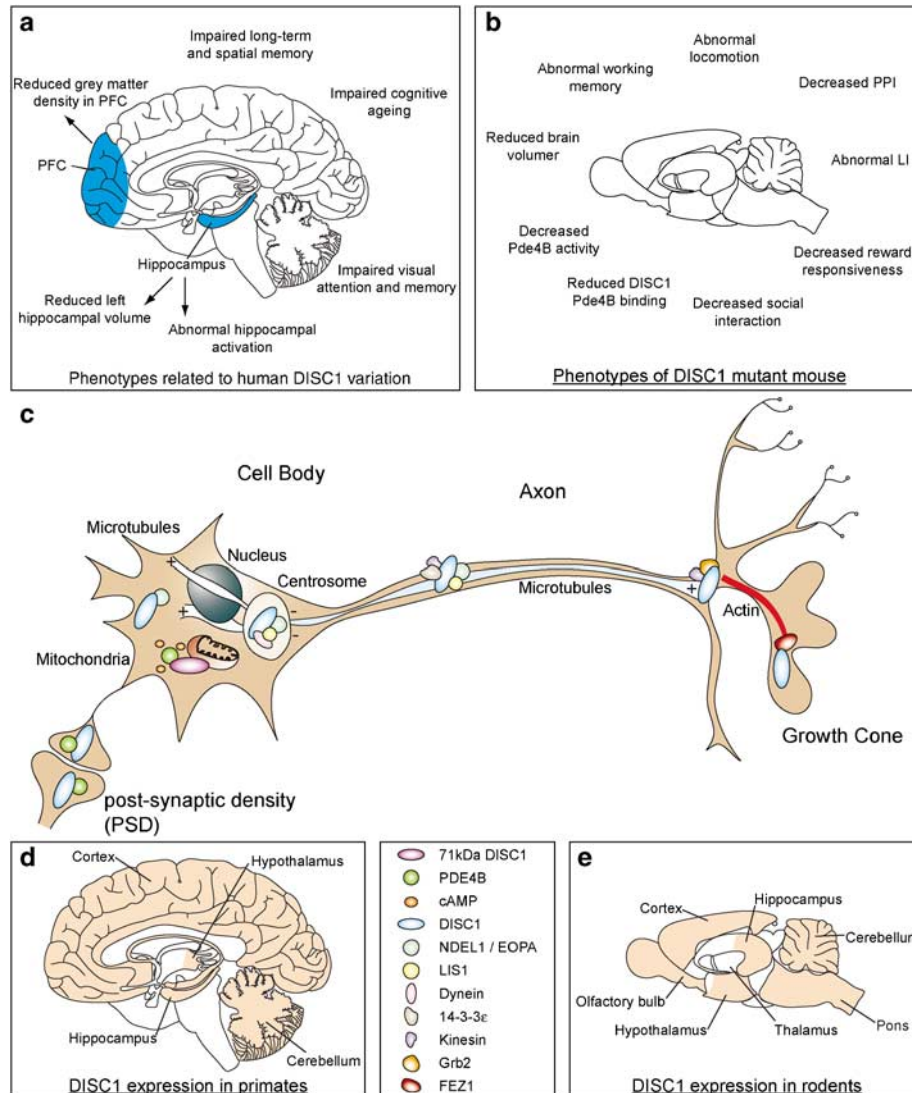 a
Impaired long-term
and spatial memory
Reduced grey matter
density in PFC
Impaired cognitive
ageing
PFC
Hippocampus
Impaired visual
attention and memory
Reduced left
hippocampal volume
Abnormal hippocampal
activation
Phenotypes related to human DISC1 variation
b
Abnormal
locomotion
Abnormal working
memory
Decreased PPI
Reduced brain
volumer
Abnormal LI
Decreased
Pde4B activity
Decreased reward
responsiveness
Reduced DISC1
Pde4B binding
Decreased social
interaction
Phenotypes of DISC1 mutant mouse
c
Cell Body
Axon
Microtubules
Nucleus
Centrosome
+
+
-
-
Microtubules
+
Actin
Mitochondria
Growth Cone
post-synaptic density
(PSD)
d
Cortex
Hypothalamus
Hippocampus
Cerebellum
DISC1 expression in primates
71kDa DISC1
PDE4B
cAMP
DISC1
NDEL1 / EOPA
LIS1
Dynein
14-3-3ε
Kinesin
Grb2
FEZ1
e
Hippocampus
Cortex
Cerebellum
Olfactory bulb
Hypothalamus
Thalamus
Pons
DISC1 expression in rodents